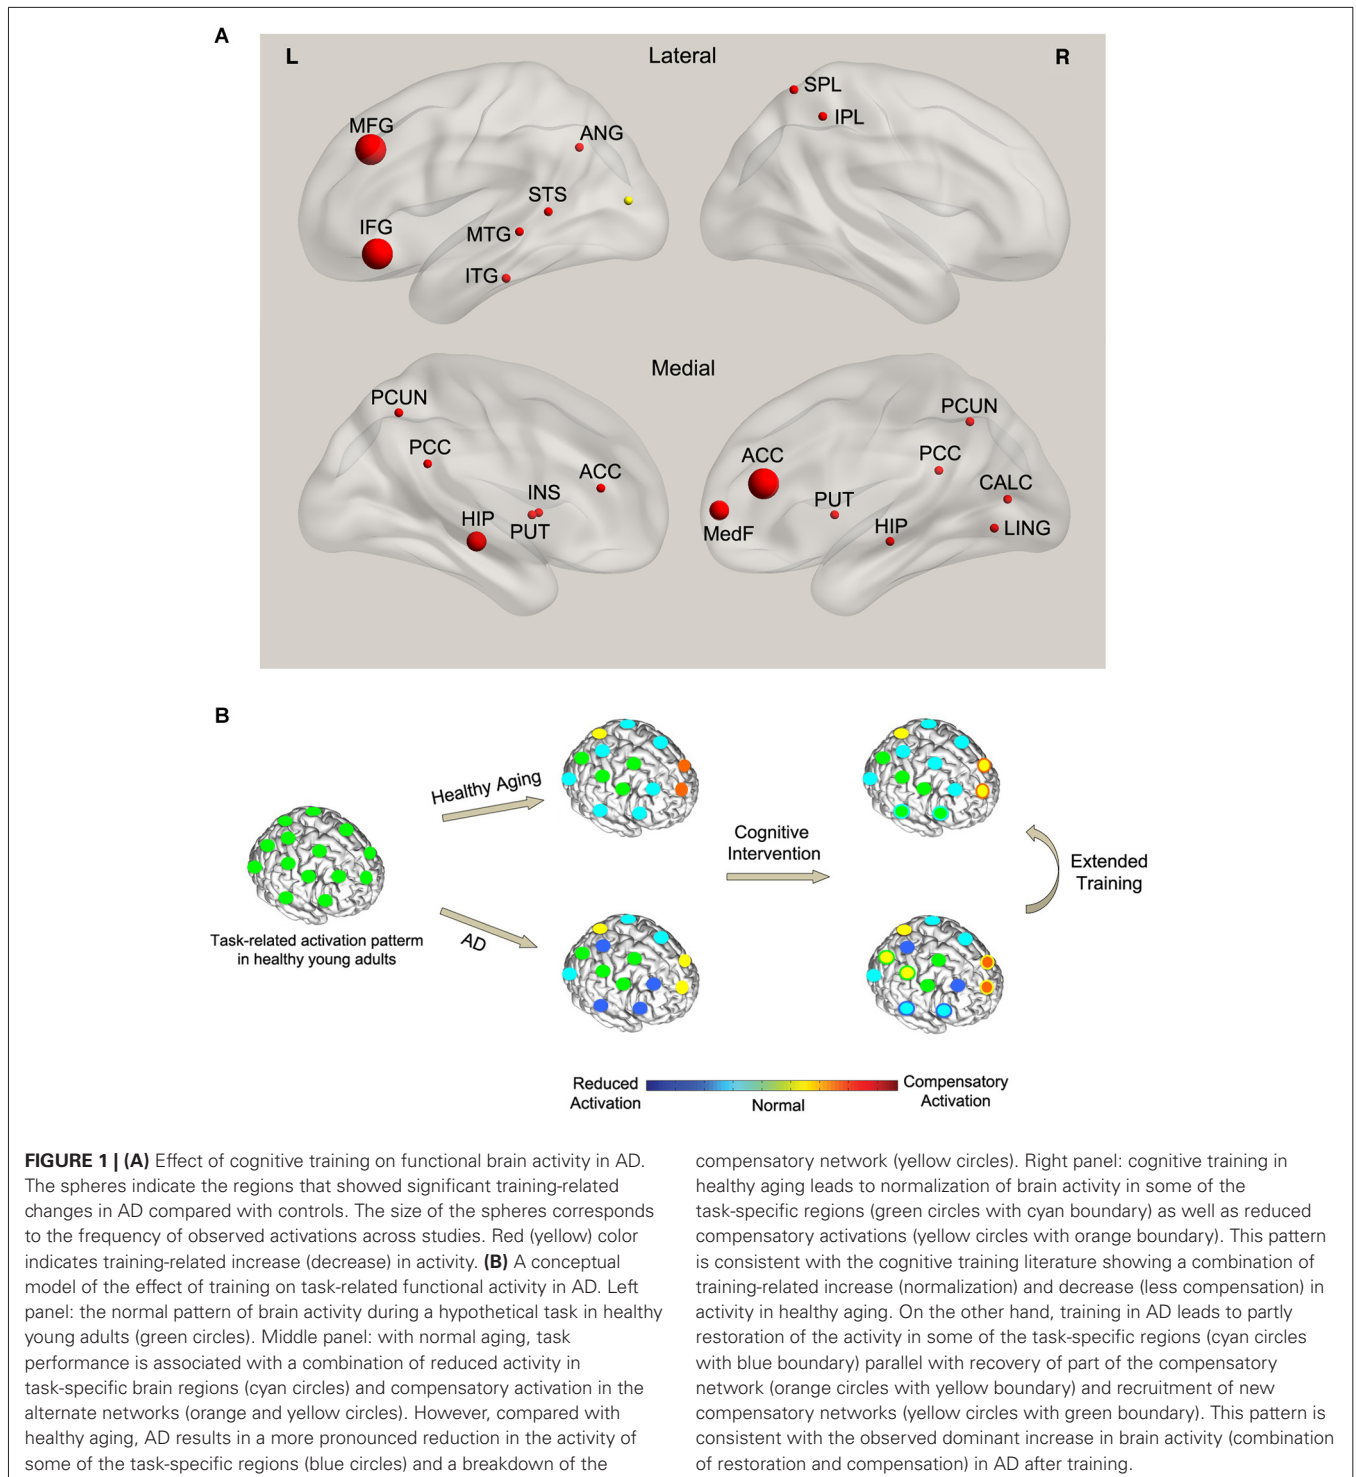 A
L
Lateral
R
MFG
ANG
STS
IFG
MTG
ITG
SPL
IPL
Medial
PCUN
PCC
ACC
INS
HIP
PUT
PCUN
ACC
PCC
CALC
PUT
MedF
HIP
LING
B
Healthy Aging
Cognitive
Intervention
Extended
Training
Task-related activation pattern
in healthy young adults
AD
Reduced
Activation
Normal
Compensatory
Activation
FIGURE 1 | (A) Effect of cognitive training on functional brain activity in AD.
The spheres indicate the regions that showed significant training-related
changes in AD compared with controls. The size of the spheres corresponds
to the frequency of observed activations across studies. Red (yellow) color
indicates training-related increase (decrease) in activity. (B) A conceptual
model of the effect of training on task-related functional activity in AD. Left
panel: the normal pattern of brain activity during a hypothetical task in healthy
young adults (green circles). Middle panel: with normal aging, task
performance is associated with a combination of reduced activity in
task-specific brain regions (cyan circles) and compensatory activation in the
alternate networks (orange and yellow circles). However, compared with
healthy aging, AD results in a more pronounced reduction in the activity of
some of the task-specific regions (blue circles) and a breakdown of the
compensatory network (yellow circles). Right panel: cognitive training in
healthy aging leads to normalization of brain activity in some of the
task-specific regions (green circles with cyan boundary) as well as reduced
compensatory activations (yellow circles with orange boundary). This pattern
is consistent with the cognitive training literature showing a combination of
training-related increase (normalization) and decrease (less compensation) in
activity in healthy aging. On the other hand, training in AD leads to partly
restoration of the activity in some of the task-specific regions (cyan circles
with blue boundary) parallel with recovery of part of the compensatory
network (orange circles with yellow boundary) and recruitment of new
compensatory networks (yellow circles with green boundary). This pattern is
consistent with the observed dominant increase in brain activity (combination
of restoration and compensation) in AD after training.